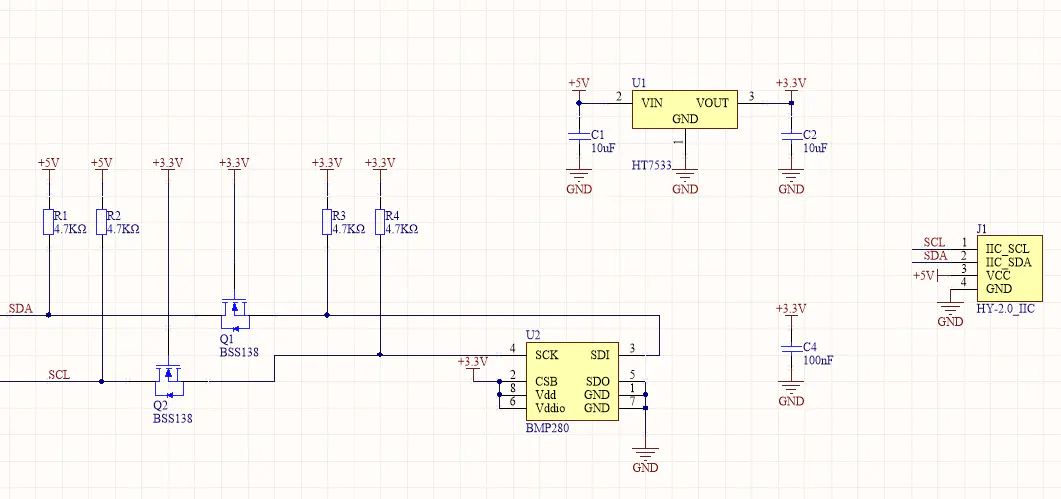 +5V
U1
+3.3V
2
VIN
VOUT
3
GND
C1
10uF
1
C2
10uF
HT7533
GND
GND
GND
+5V
+5V
+3.3V
+3.3V
+3.3V
+3.3V
R1
4.7KΩ
R2
4.7KΩ
R3
4.7KΩ
R4
4.7KΩ
J1
SCL
1
IIC_SCL
SDA
2
IIC_SDA
+5V
3
VCC
4
GND
GND
HY-2.0_IIC
SDA
Q1
BSS138
SCL
Q2
BSS138
U2
+3.3V
4
SCK
SDI
3
2
CSB
SDO
5
8
Vdd
GND
1
6
Vddio
GND
7
BMP280
GND
+3.3V
C4
100nF
GND